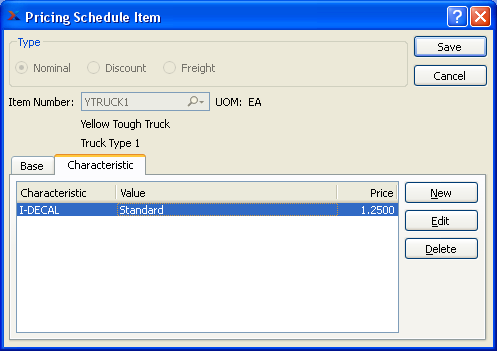 Pricing Schedule Item
Type
Nominal Discount Freight
Save
Cancel
Item Number: YTRUCK1 UOM: EA
Yellow Tough Truck
Truck Type 1
Base Characteristic
Characteristic Value Price
I-DECAL Standard 1.2500
New
Edit
Delete